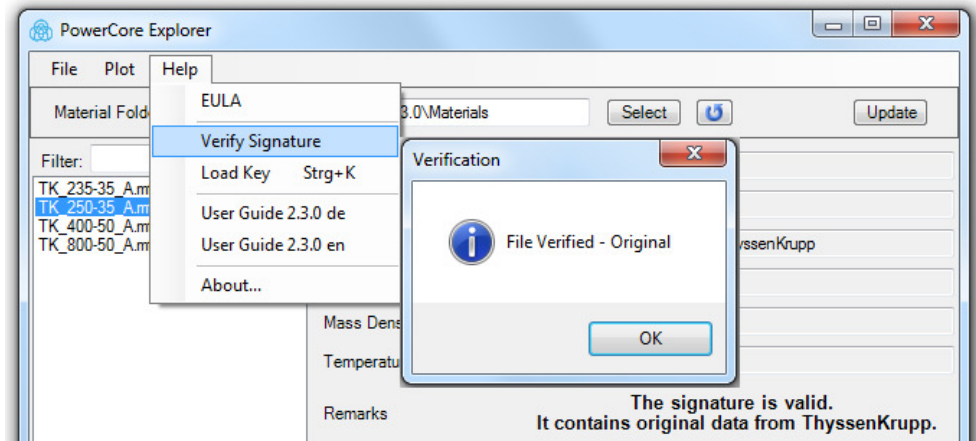 PowerCore Explorer
File Plot Help
Material Fold 3.0\Materials Select Update
EULA
Verify Signature
Load Key Strg+K
User Guide 2.3.0 de
User Guide 2.3.0 en
About...
Filter:
TK_235-35_A.m
TK_250-35_A.m
TK_400-50_A.m
TK_800-50_A.m
Verification
File Verified - Original
OK
yssenKrupp
Mass Dens
Temperatu
Remarks
The signature is valid.
It contains original data from ThyssenKrupp.